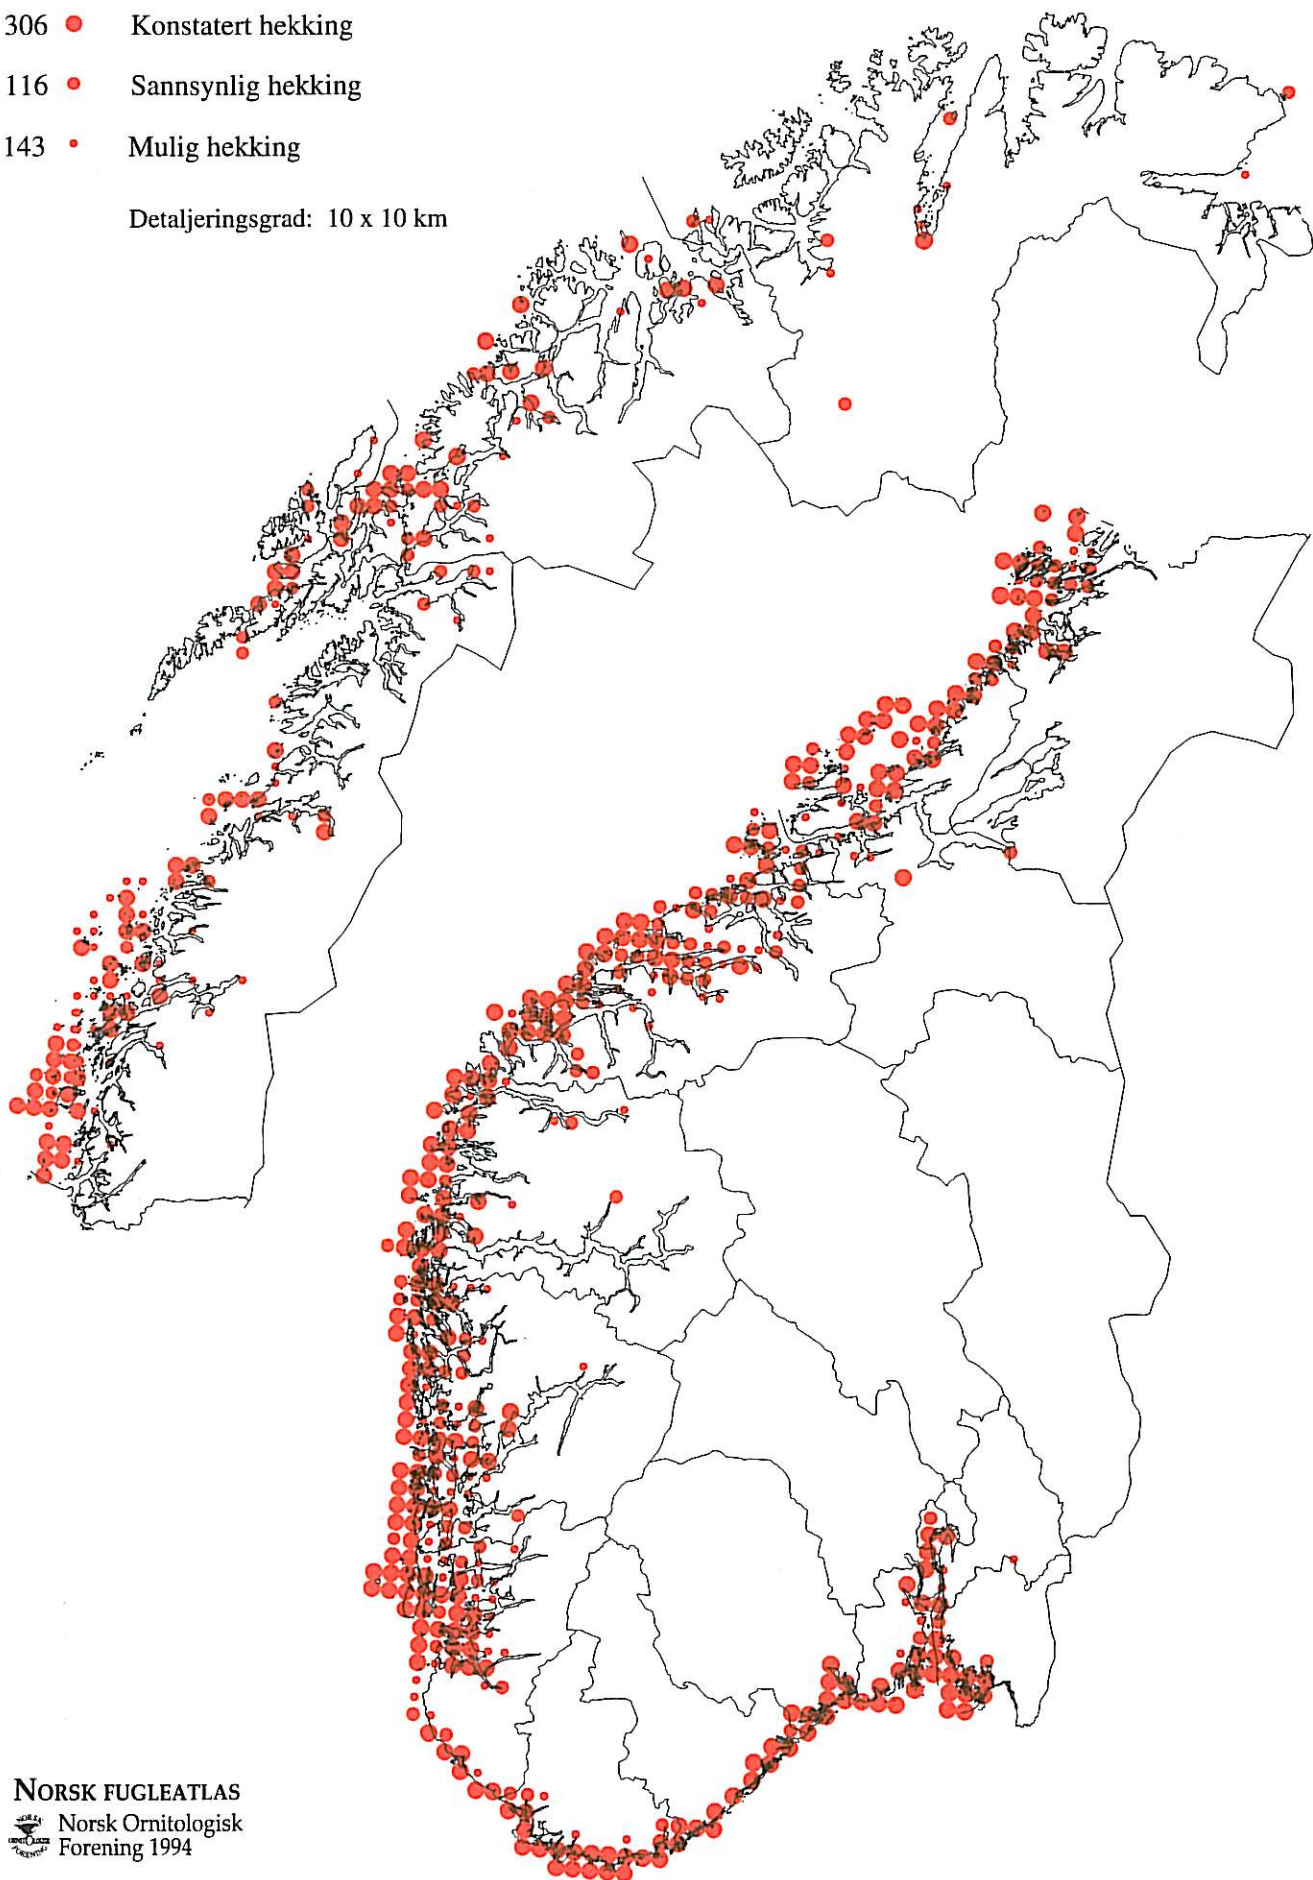 306 Konstatert hekking
116 Sannsynlig hekking
143 Mulig hekking
Detaljeringsgrad: 10 x 10 km
NORSK FUGLEATLAS
Norsk Ornitologisk
Forening 1994